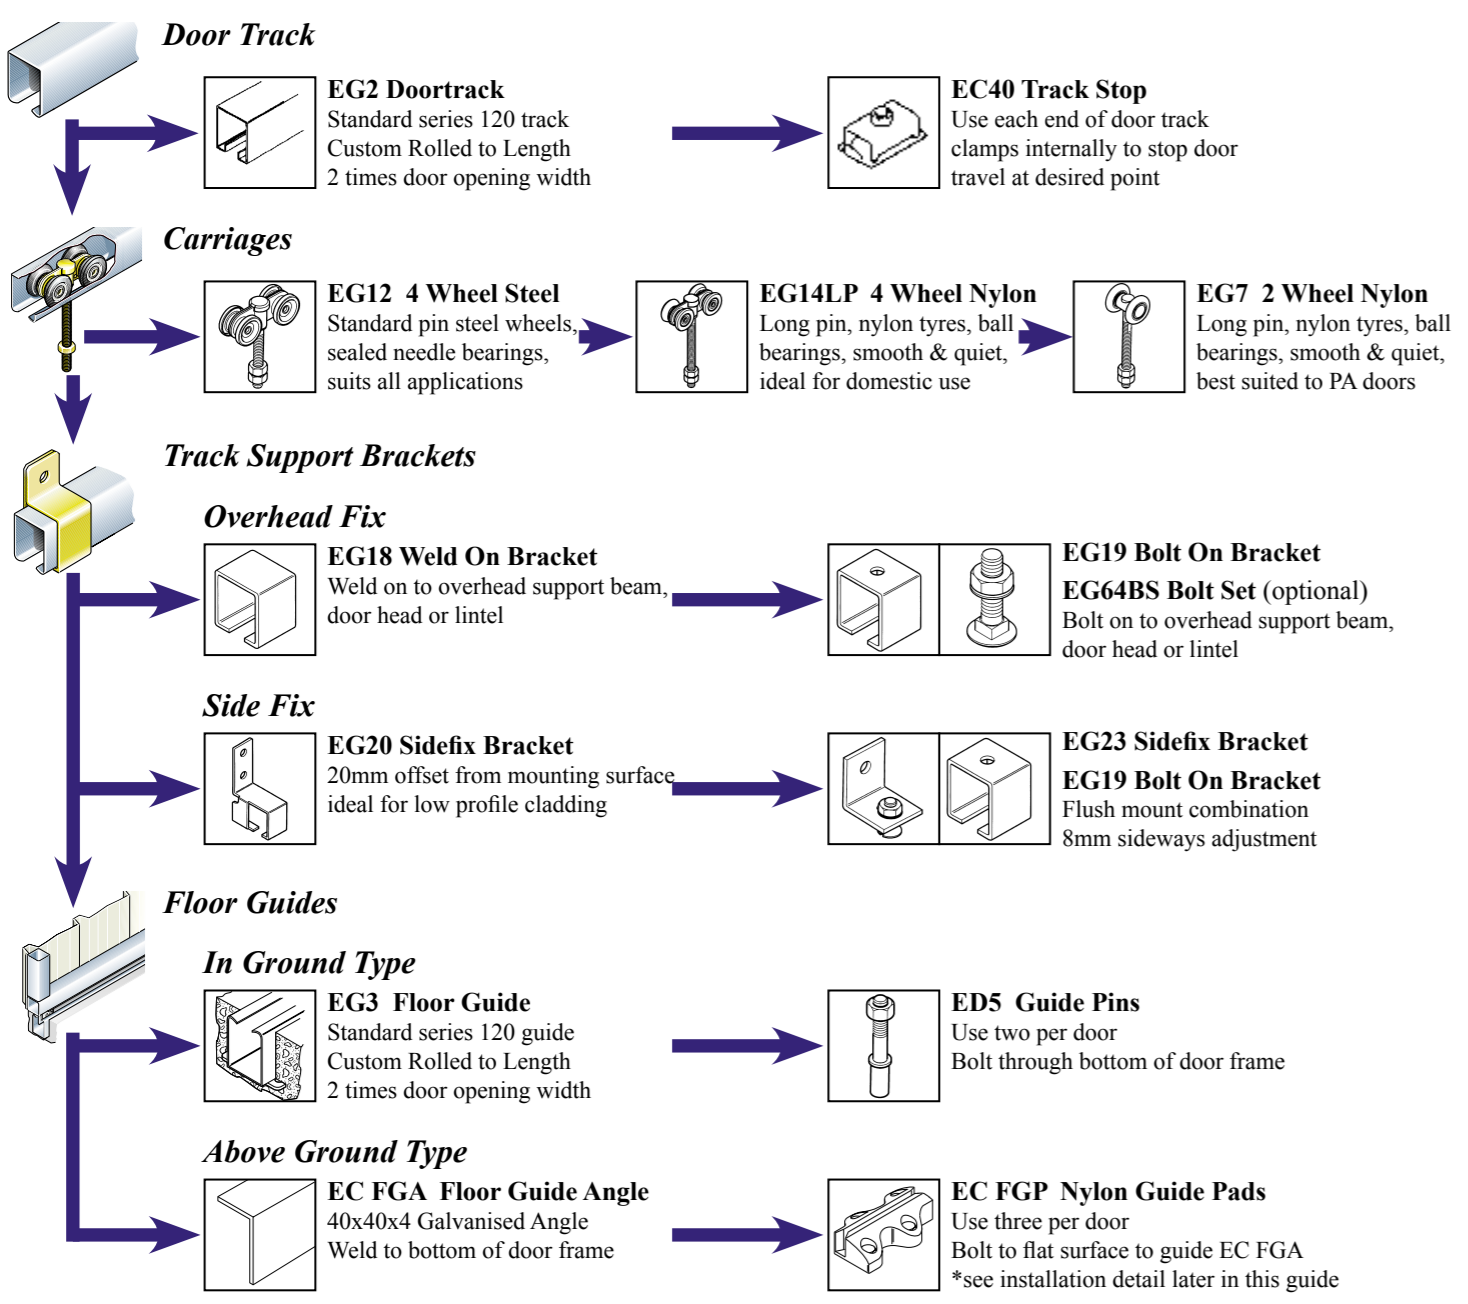 Door Track
EG2 Doortrack
Standard series 120 track
Custom Rolled to Length
2 times door opening width
EC40 Track Stop
Use each end of door track
clamps internally to stop door
travel at desired point
Carriages
EG12 4 Wheel Steel
Standard pin steel wheels,
sealed needle bearings,
suits all applications
EG14LP 4 Wheel Nylon
Long pin, nylon tyres, ball
bearings, smooth & quiet,
ideal for domestic use
EG7 2 Wheel Nylon
Long pin, nylon tyres, ball
bearings, smooth & quiet,
best suited to PA doors
Track Support Brackets
Overhead Fix
EG18 Weld On Bracket
Weld on to overhead support beam,
door head or lintel
EG19 Bolt On Bracket
EG64BS Bolt Set (optional)
Bolt on to overhead support beam,
door head or lintel
Side Fix
EG20 Sidefix Bracket
20mm offset from mounting surface
ideal for low profile cladding
EG23 Sidefix Bracket
EG19 Bolt On Bracket
Flush mount combination
8mm sideways adjustment
Floor Guides
In Ground Type
EG3 Floor Guide
Standard series 120 guide
Custom Rolled to Length
2 times door opening width
ED5 Guide Pins
Use two per door
Bolt through bottom of door frame
Above Ground Type
EC FGA Floor Guide Angle
40x40x4 Galvanised Angle
Weld to bottom of door frame
EC FGP Nylon Guide Pads
Use three per door
Bolt to flat surface to guide EC FGA
*see installation detail later in this guide